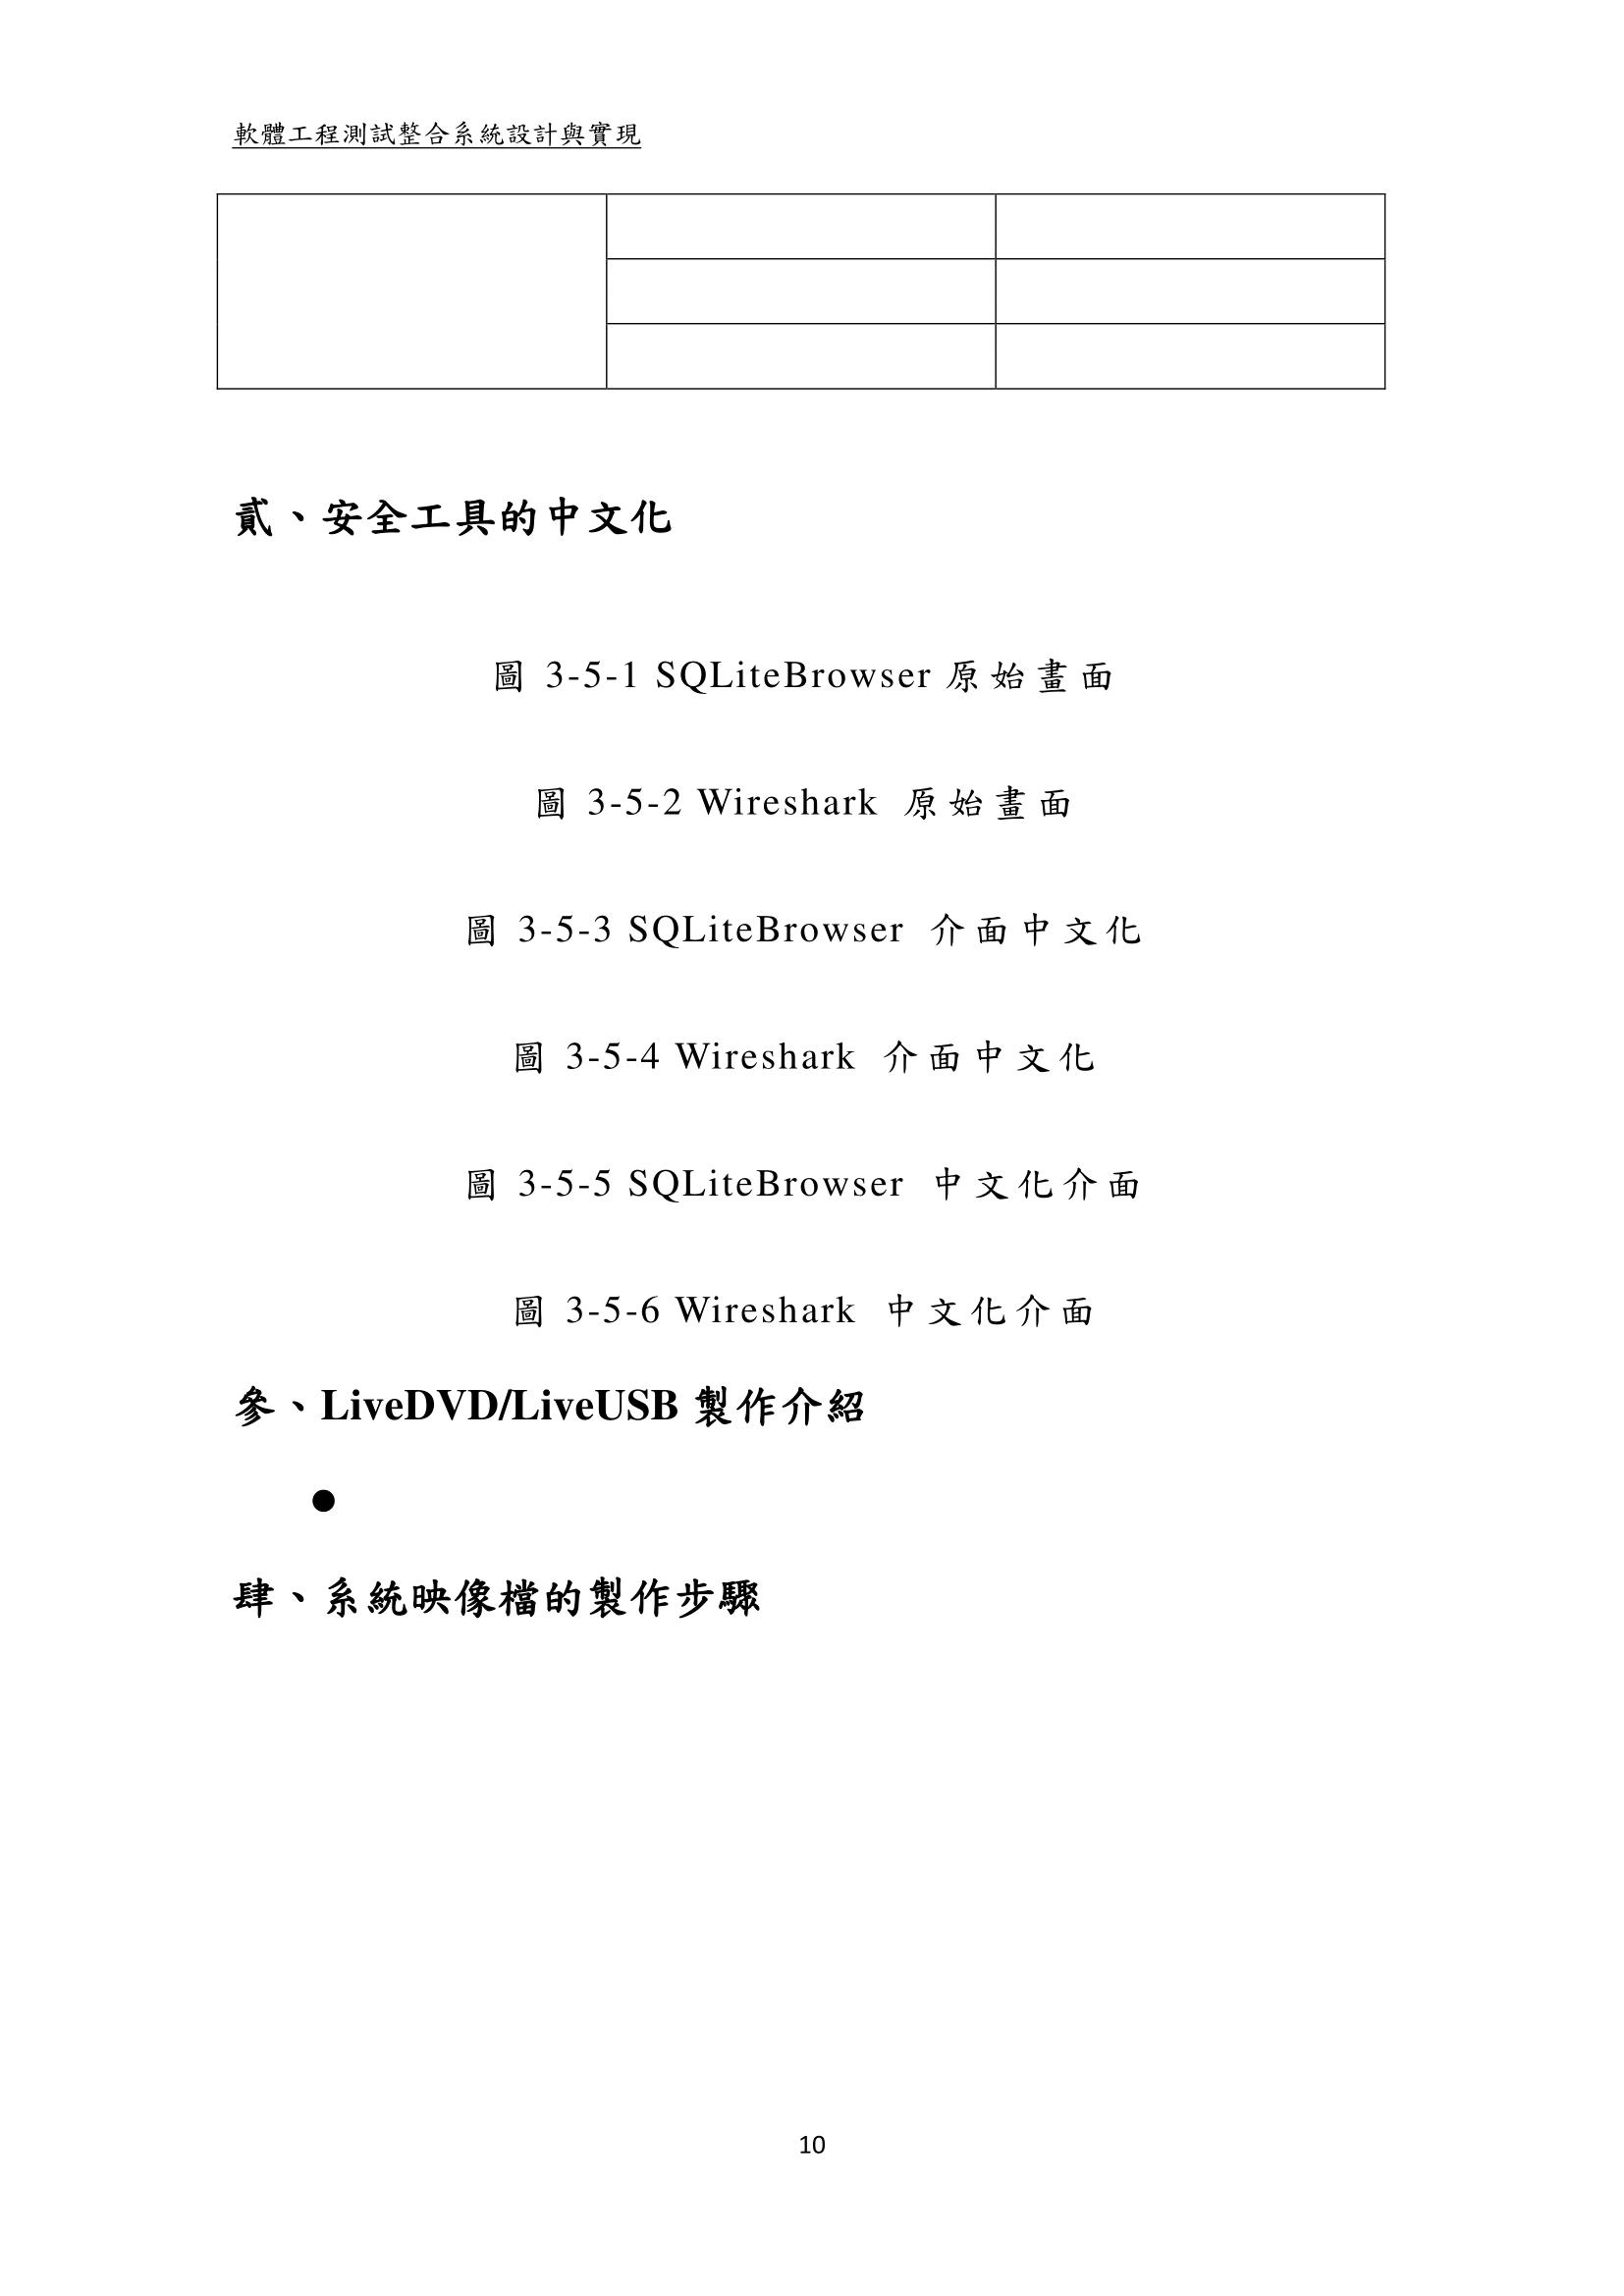 軟體工程測試整合系統設計與實現
貳、安全工具的中文化
圖 3-5-1 SQLiteBrowser 原始畫面
圖 3-5-2 Wireshark 原始畫面
圖 3-5-3 SQLiteBrowser 介面中文化
圖 3-5-4 Wireshark 介面中文化
圖 3-5-5 SQLiteBrowser 中文化介面
圖 3-5-6 Wireshark 中文化介面
參、LiveDVD/LiveUSB 製作介紹
●
肆、系統映像檔的製作步驟
10